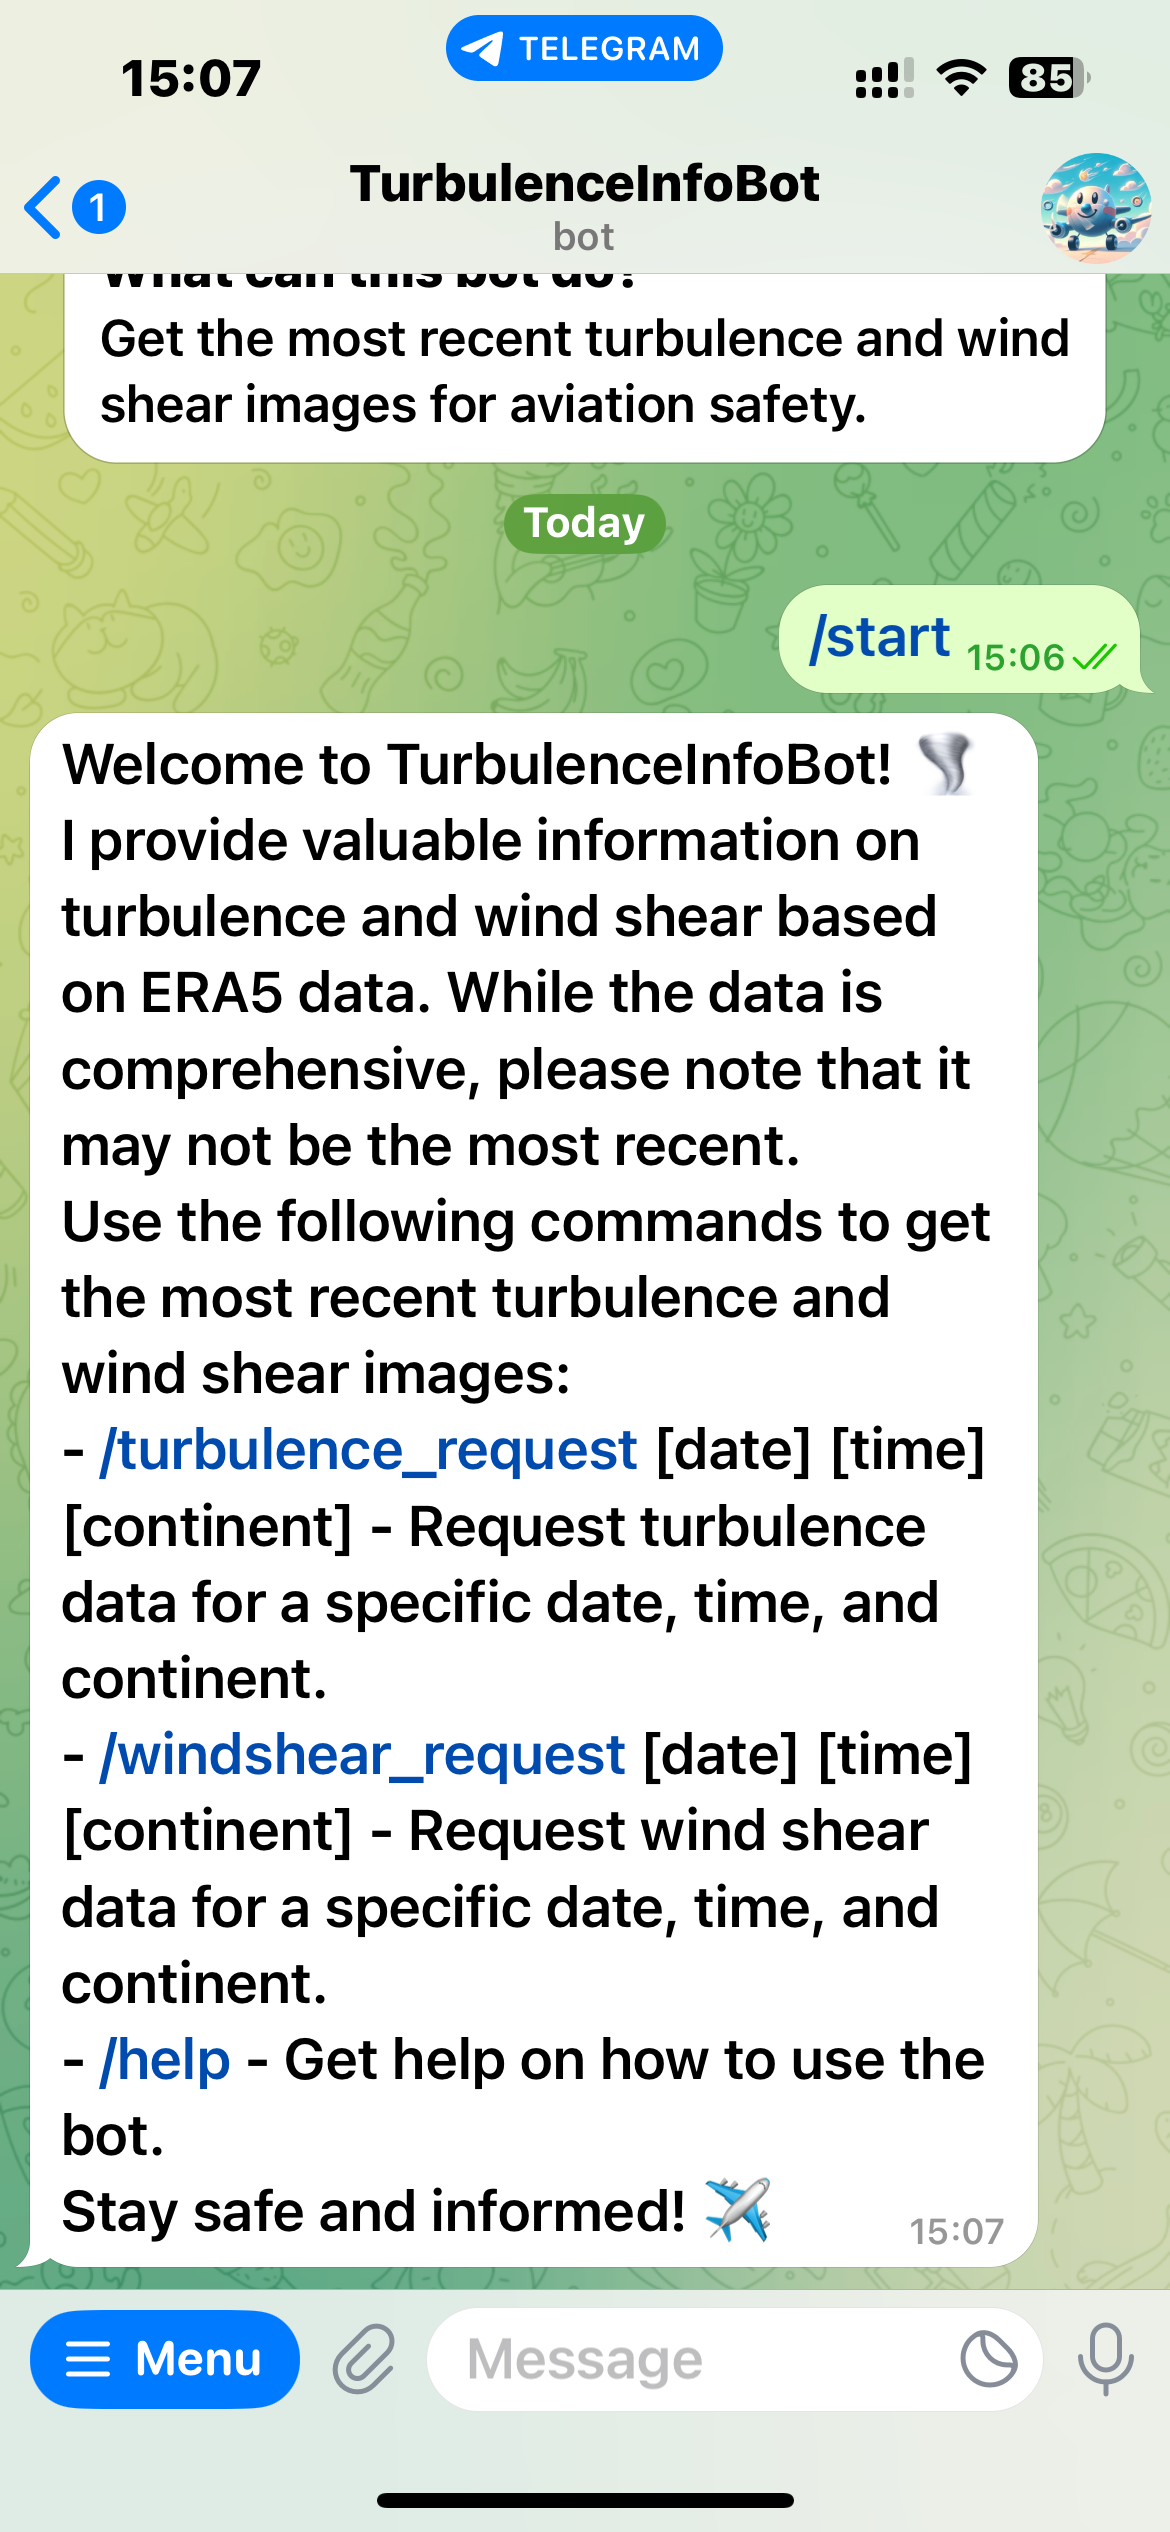 TELEGRAM
15:07
85
1
TurbulenceInfoBot
bot
What can this bot do?
Get the most recent turbulence and wind
shear images for aviation safety.
Today
/start 15:06
Welcome to TurbulenceInfoBot! 🌪️
I provide valuable information on
turbulence and wind shear based
on ERA5 data. While the data is
comprehensive, please note that it
may not be the most recent.
Use the following commands to get
the most recent turbulence and
wind shear images:
- /turbulence_request [date] [time]
[continent] - Request turbulence
data for a specific date, time, and
continent.
- /windshear_request [date] [time]
[continent] - Request wind shear
data for a specific date, time, and
continent.
- /help - Get help on how to use the
bot.
Stay safe and informed! ✈️
15:07
Menu
Message